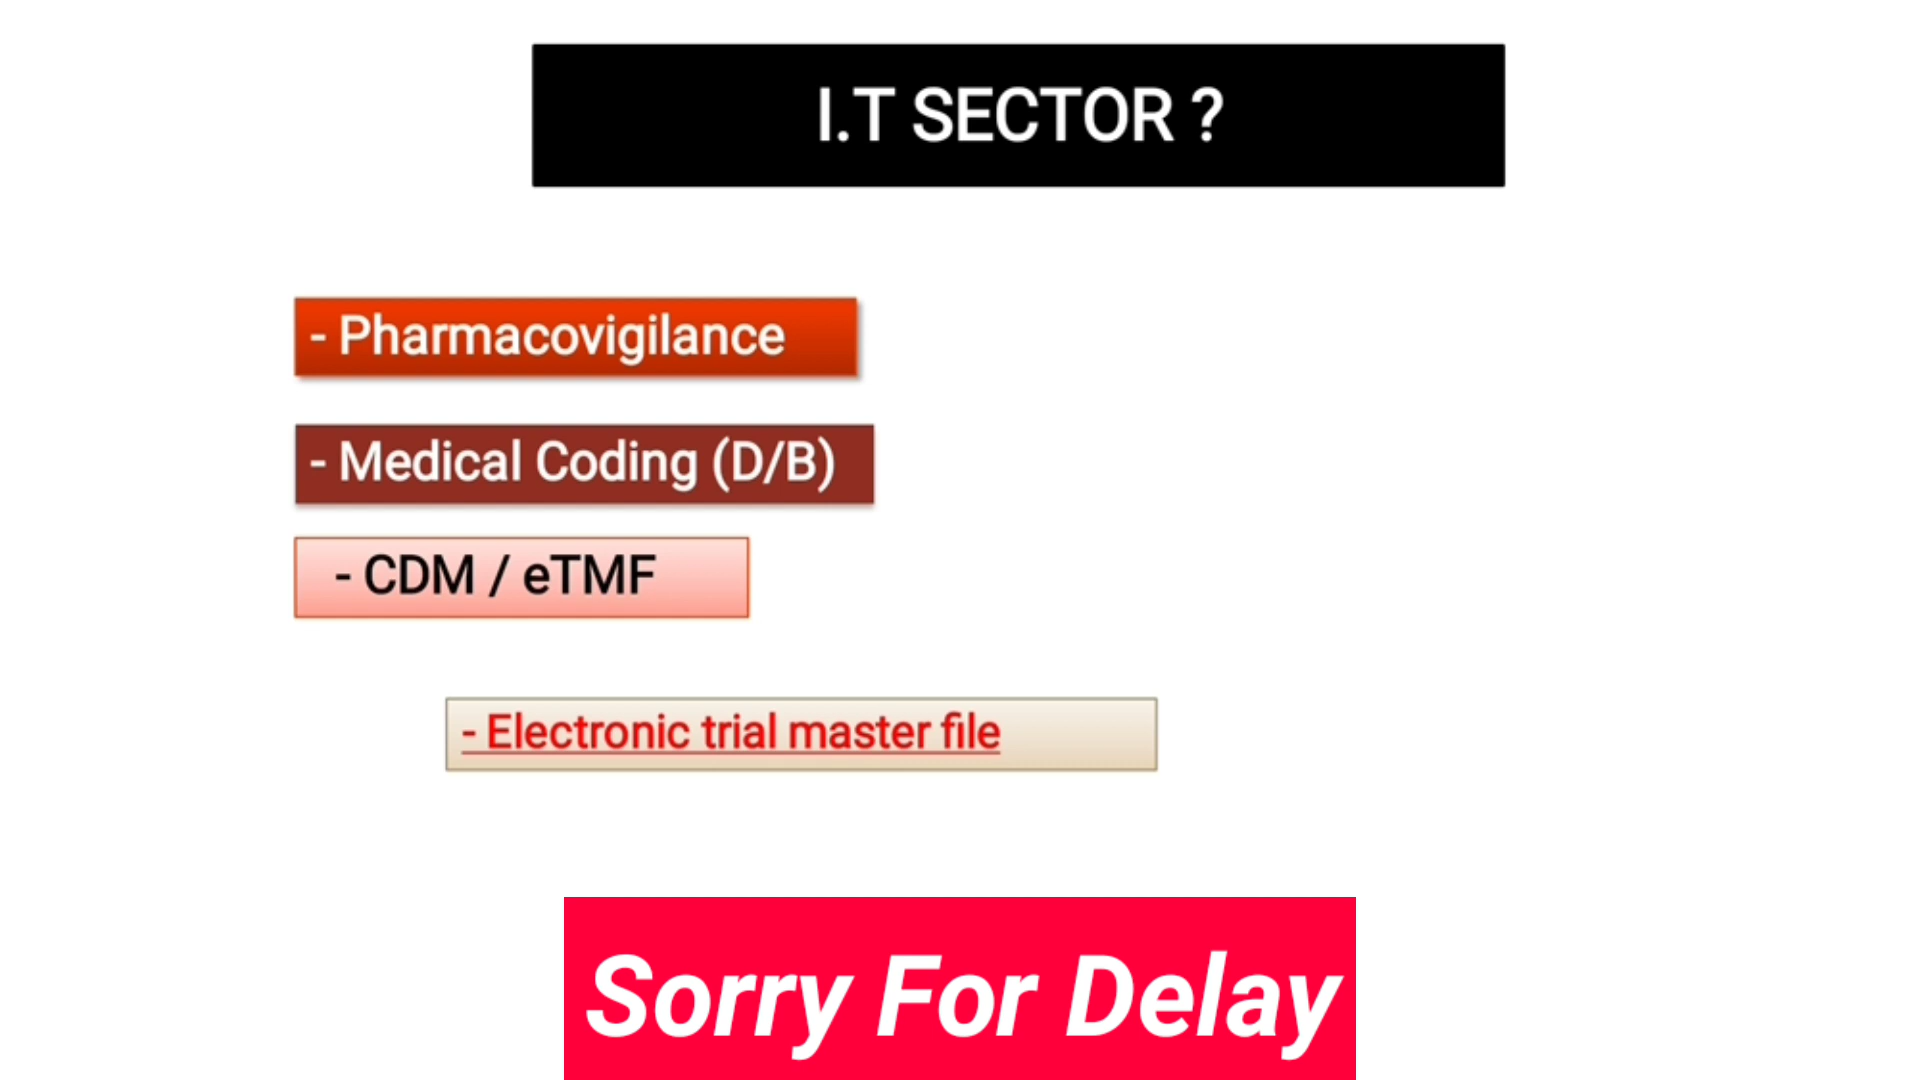 I.T SECTOR ?
- Pharmacovigilance
- Medical Coding (D/B)
- CDM / eTMF
- Electronic trial master file
Sorry For Delay